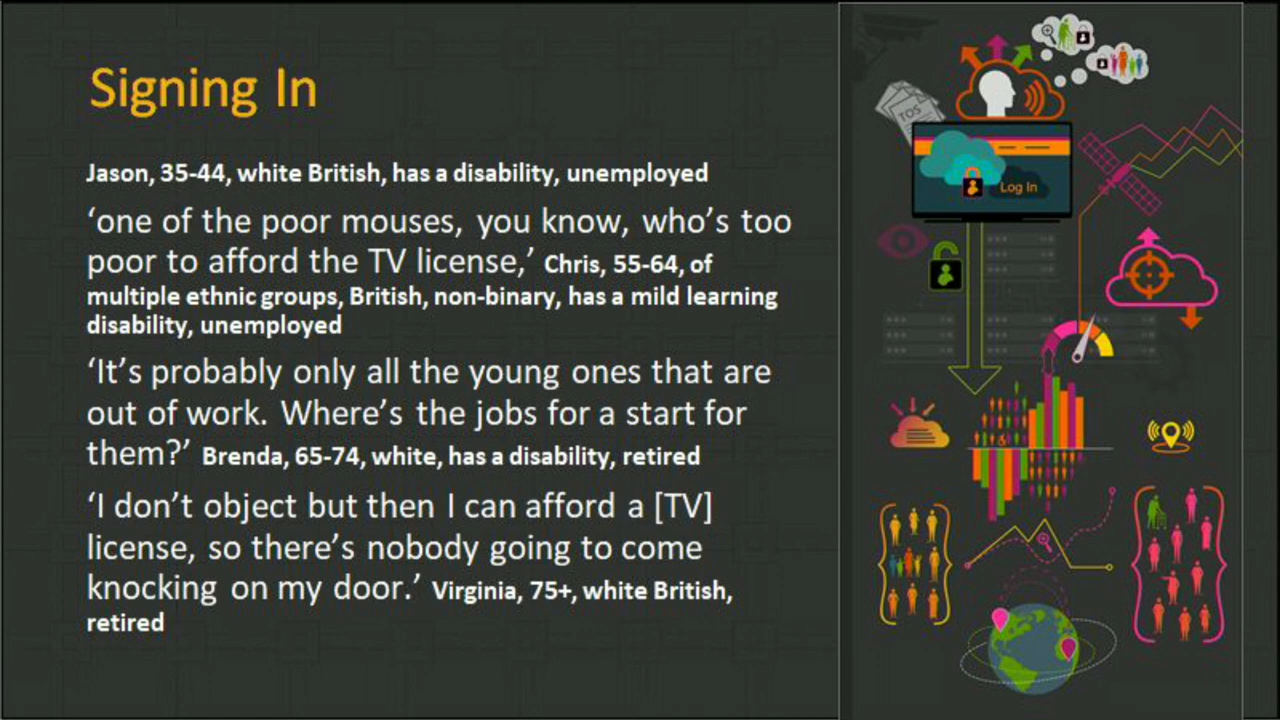 Signing In
Jason, 35-44, white British, has a disability, unemployed
‘one of the poor mouses, you know, who’s too
poor to afford the TV license,’ Chris, 55-64, of
multiple ethnic groups, British, non-binary, has a mild learning
disability, unemployed
‘It’s probably only all the young ones that are
out of work. Where’s the jobs for a start for
them?’ Brenda, 65-74, white, has a disability, retired
‘I don’t object but then I can afford a [TV]
license, so there’s nobody going to come
knocking on my door.’ Virginia, 75+, white British,
retired
TOS
Log In